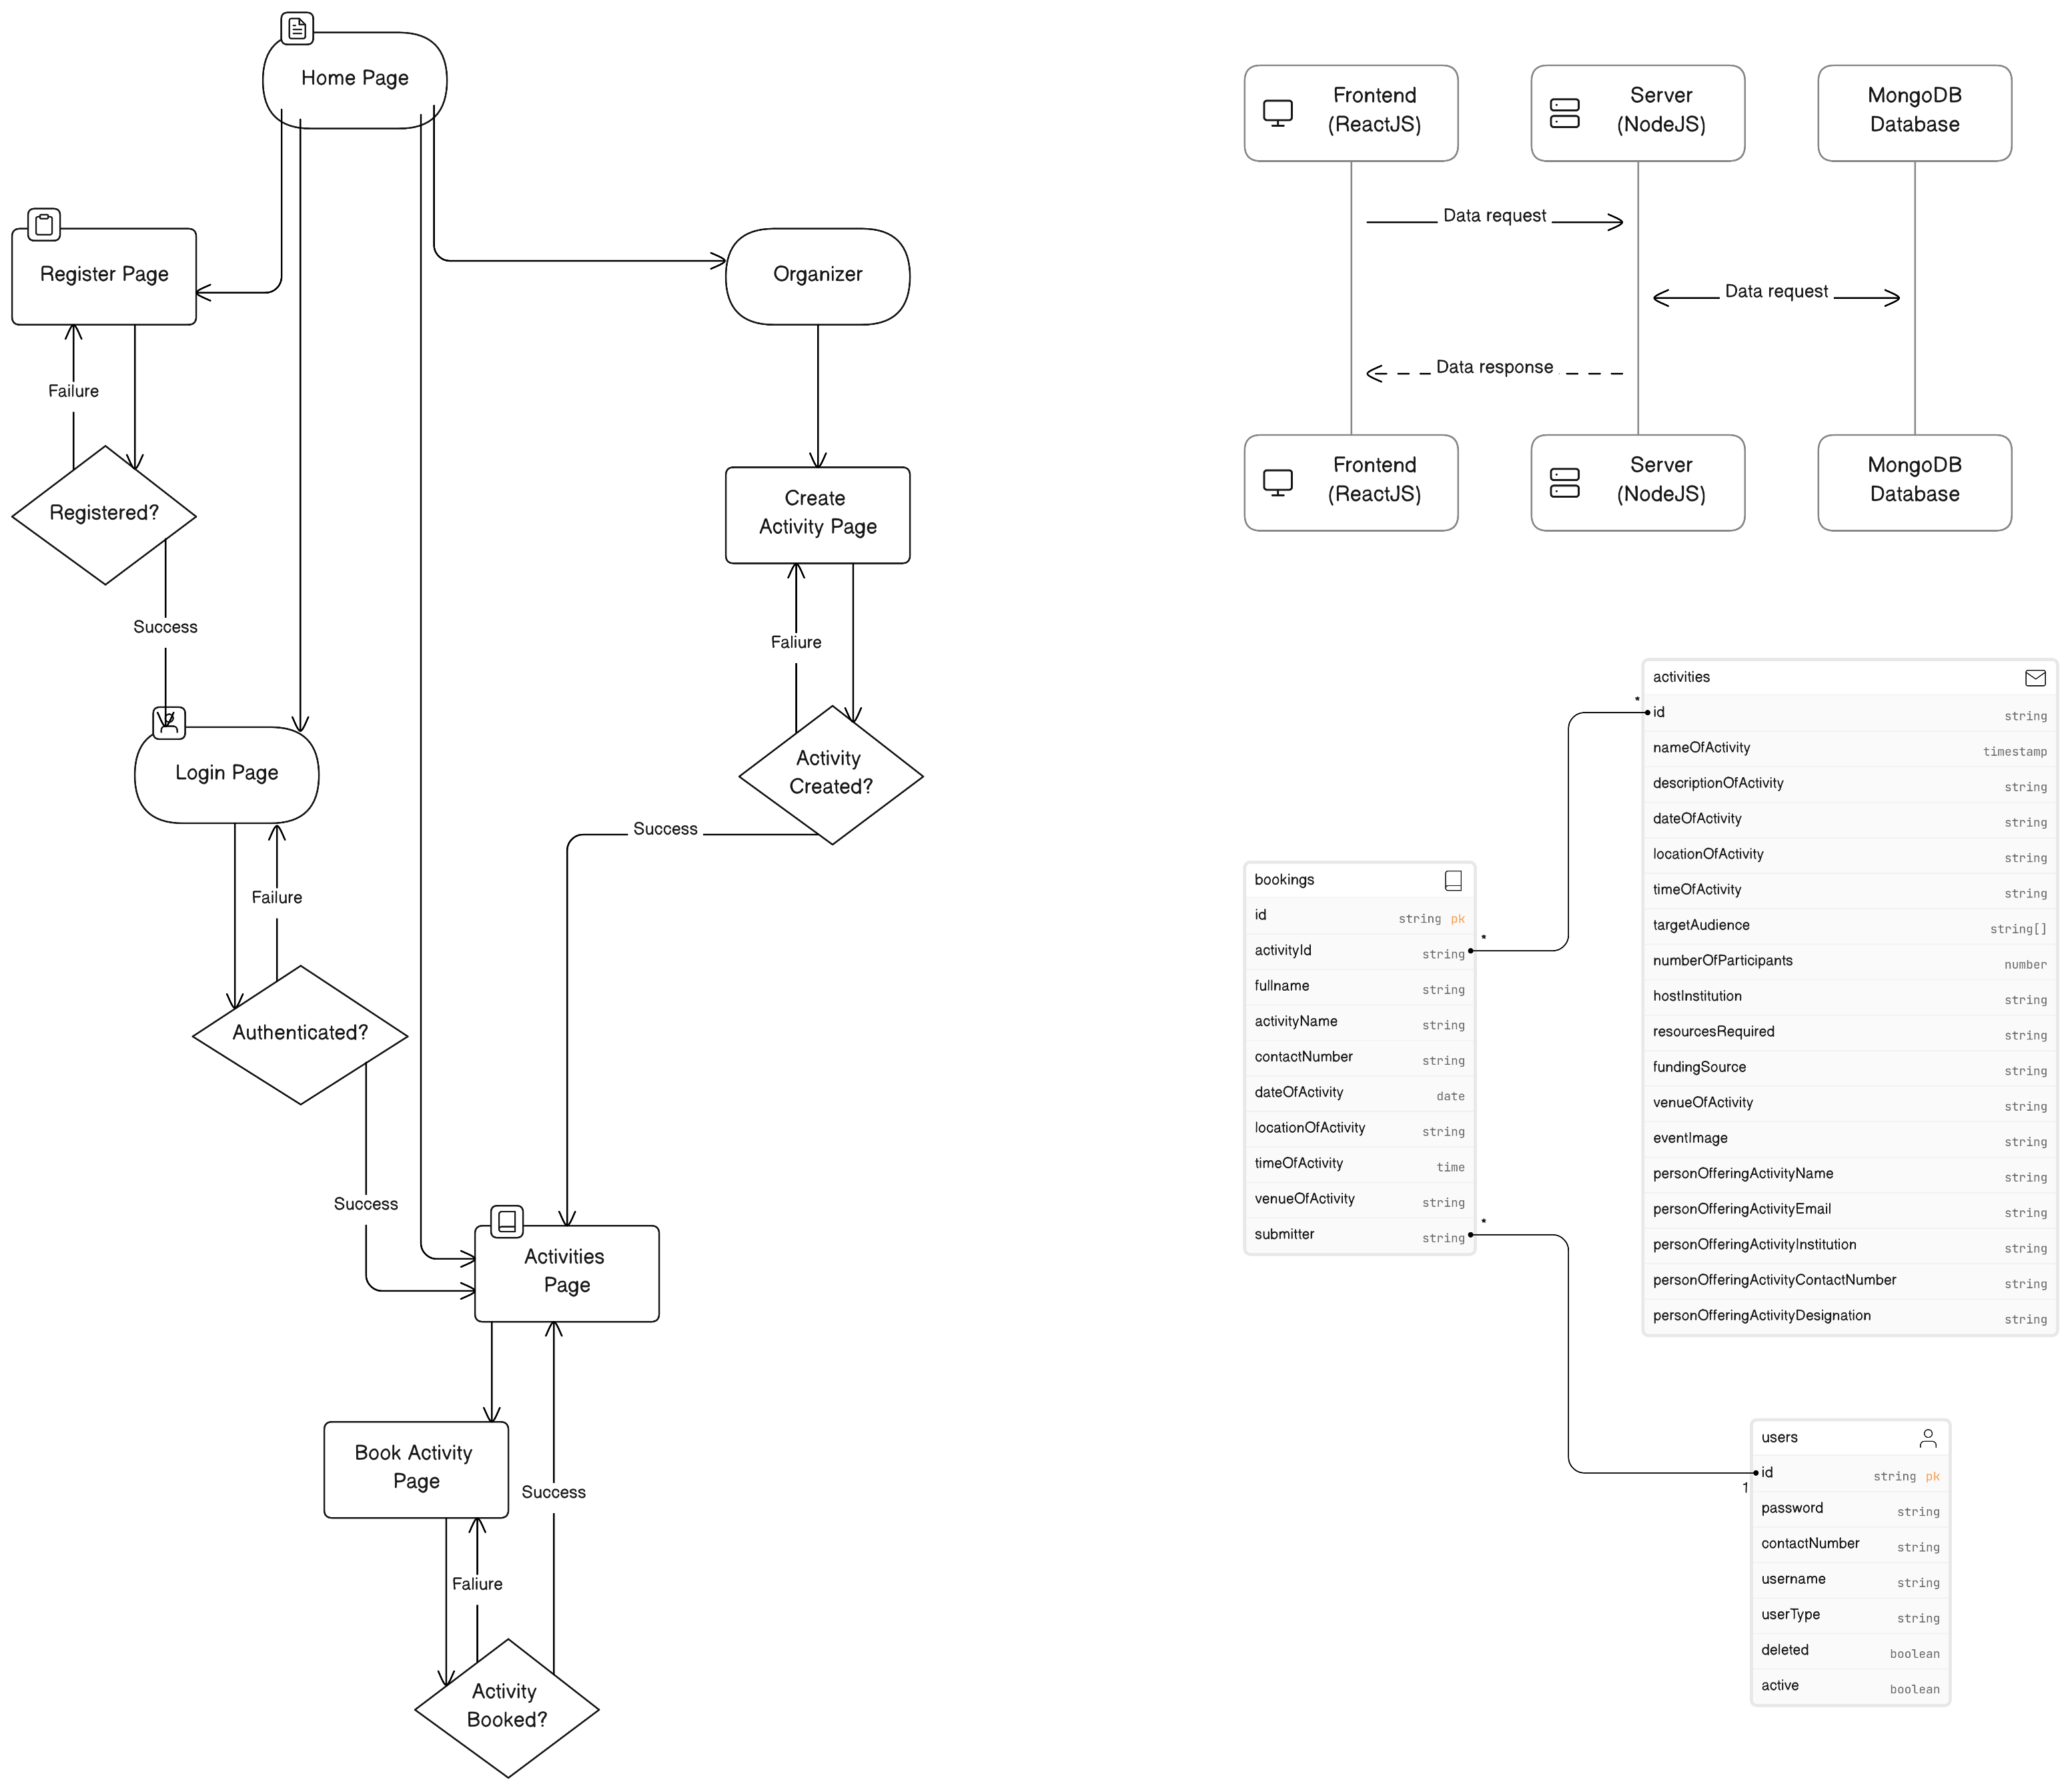 Home Page
Register Page
Organizer
Failure
Registered?
Create
Activity Page
Success
Faliure
Login Page
Activity
Created?
Success
Failure
Authenticated?
Success
Activities
Page
Book Activity
Page
Success
Faliure
Activity
Booked?
Frontend
(ReactJS)
Server
(NodeJS)
MongoDB
Database
Data request
Data request
Data response
Frontend
(ReactJS)
Server
(NodeJS)
MongoDB
Database
activities
*
id string
nameOfActivity timestamp
descriptionOfActivity string
dateOfActivity string
locationOfActivity string
timeOfActivity string
targetAudience string[]
numberOfParticipants number
hostInstitution string
resourcesRequired string
fundingSource string
venueOfActivity string
eventImage string
personOfferingActivityName string
personOfferingActivityEmail string
personOfferingActivityInstitution string
personOfferingActivityContactNumber string
personOfferingActivityDesignation string
bookings
id string pk
activityId string *
fullname string
activityName string
contactNumber string
dateOfActivity date
locationOfActivity string
timeOfActivity time
venueOfActivity string
submitter string *
users
id string pk
1
password string
contactNumber string
username string
userType string
deleted boolean
active boolean